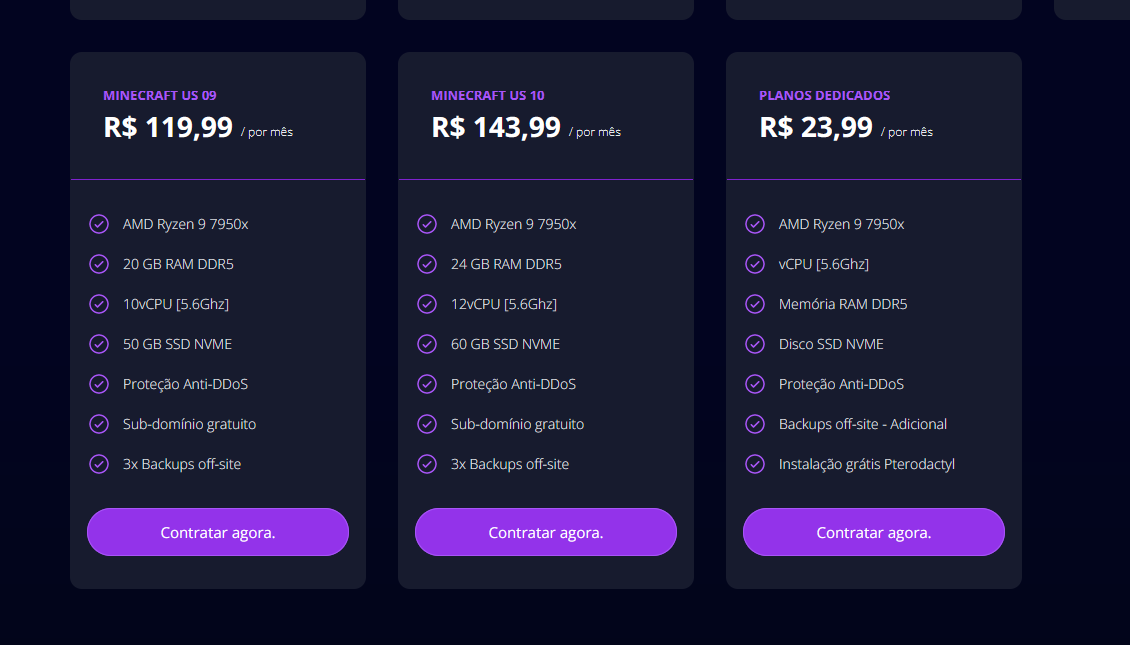 MINECRAFT US 09
R$ 119,99 / por mês
AMD Ryzen 9 7950x
20 GB RAM DDR5
10vCPU [5.6Ghz]
50 GB SSD NVME
Proteção Anti-DDoS
Sub-domínio gratuito
3x Backups off-site
Contratar agora.
MINECRAFT US 10
R$ 143,99 / por mês
AMD Ryzen 9 7950x
24 GB RAM DDR5
12vCPU [5.6Ghz]
60 GB SSD NVME
Proteção Anti-DDoS
Sub-domínio gratuito
3x Backups off-site
Contratar agora.
PLANOS DEDICADOS
R$ 23,99 / por mês
AMD Ryzen 9 7950x
vCPU [5.6Ghz]
Memória RAM DDR5
Disco SSD NVME
Proteção Anti-DDoS
Backups off-site - Adicional
Instalação grátis Pterodactyl
Contratar agora.